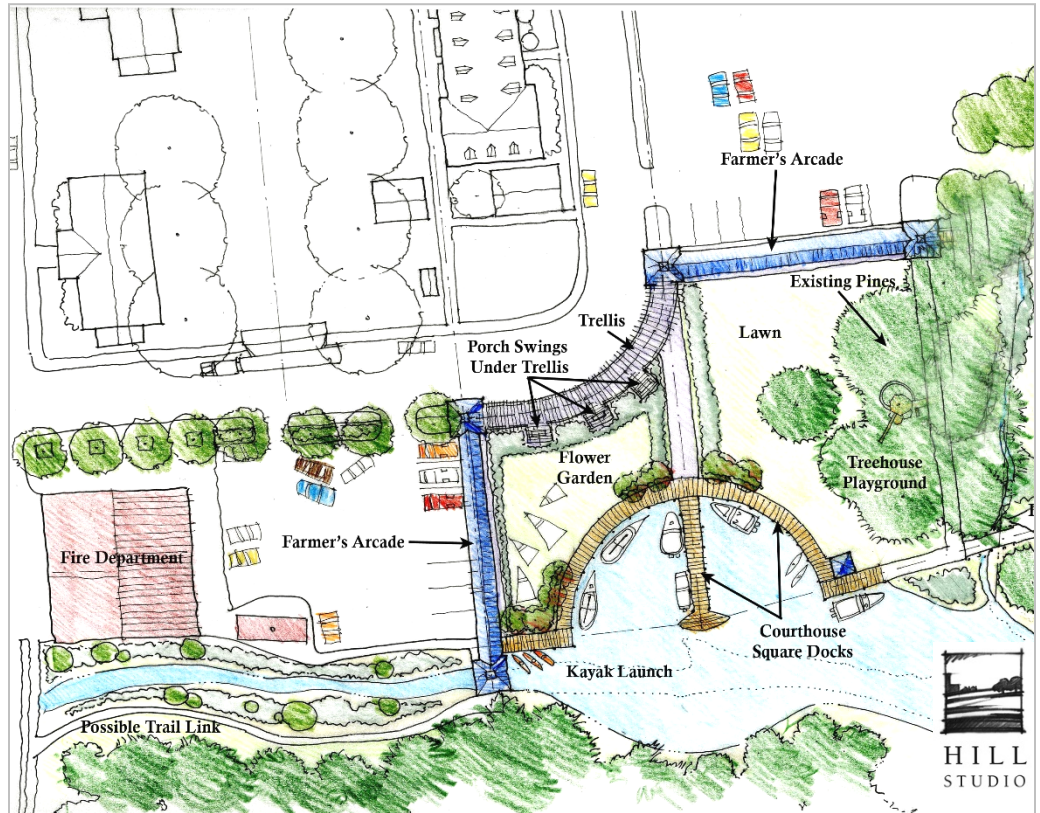 Farmer's Arcade
Existing Pines
Trellis
Lawn
Porch Swings
Under Trellis
Flower
Garden
Treehouse
Playground
Farmer's Arcade
Fire Department
Courthouse
Square Docks
Kayak Launch
Possible Trail Link
HILL
STUDIO